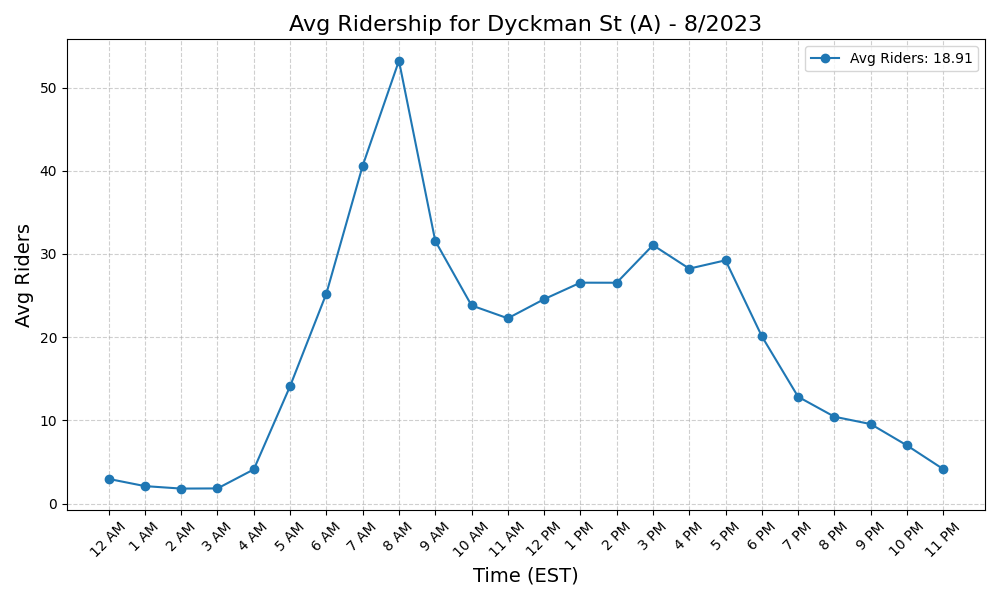 Avg Ridership for Dyckman St (A) - 8/2023
Avg Riders: 18.91
Avg Riders
50
40
30
20
10
0
12 AM
1 AM
2 AM
3 AM
4 AM
5 AM
6 AM
7 AM
8 AM
9 AM
10 AM
11 AM
12 PM
1 PM
2 PM
3 PM
4 PM
5 PM
6 PM
7 PM
8 PM
9 PM
10 PM
11 PM
Time (EST)